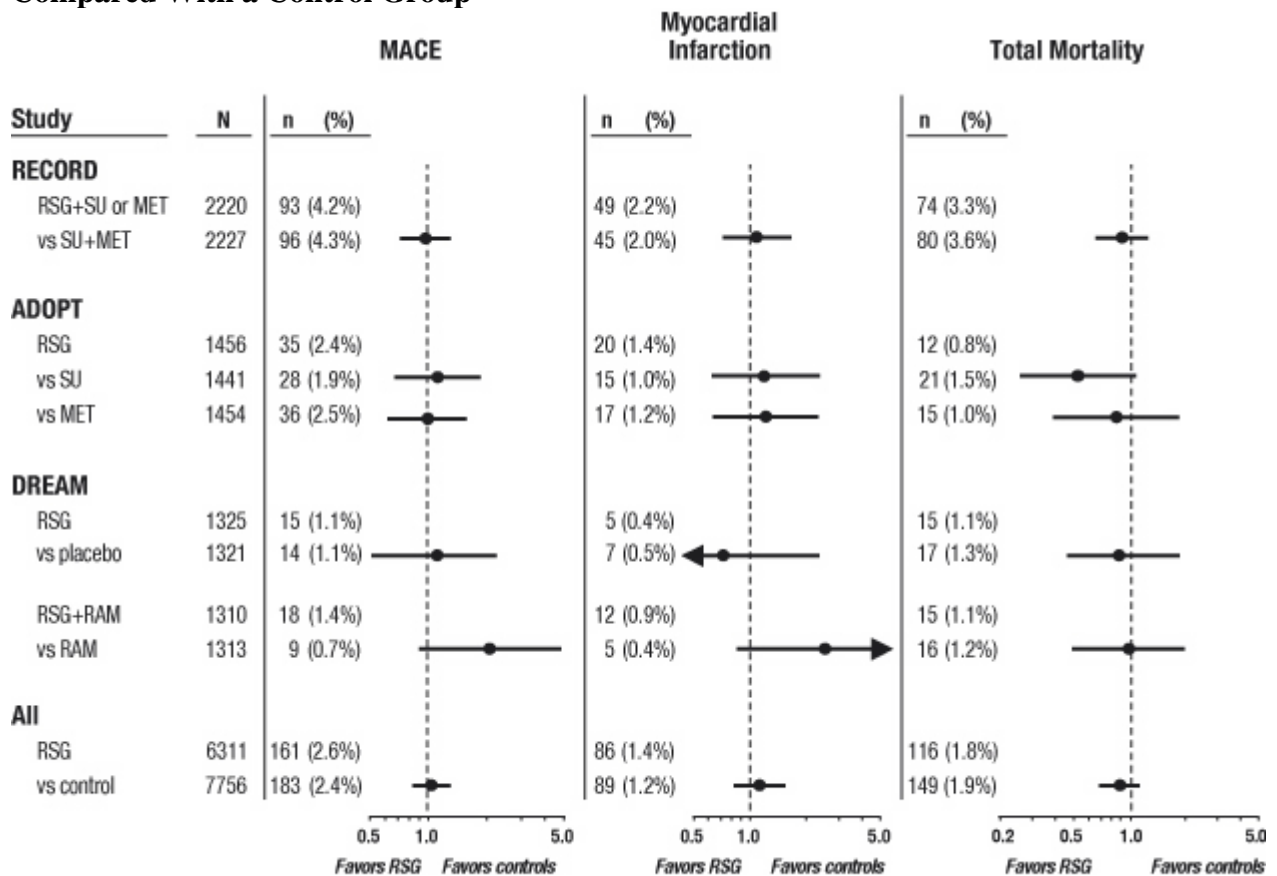 Compared With a Control Group
MACE Myocardial Infarction Total Mortality
Study N n (%) n (%) n (%)
RECORD
RSG+SU or MET 2220 93 (4.2%) 49 (2.2%) 74 (3.3%)
vs SU+MET 2227 96 (4.3%) 45 (2.0%) 80 (3.6%)
ADOPT
RSG 1456 35 (2.4%) 20 (1.4%) 12 (0.8%)
vs SU 1441 28 (1.9%) 15 (1.0%) 21 (1.5%)
vs MET 1454 36 (2.5%) 17 (1.2%) 15 (1.0%)
DREAM
RSG 1325 15 (1.1%) 5 (0.4%) 15 (1.1%)
vs placebo 1321 14 (1.1%) 7 (0.5%) 17 (1.3%)
RSG+RAM 1310 18 (1.4%) 12 (0.9%) 15 (1.1%)
vs RAM 1313 9 (0.7%) 5 (0.4%) 16 (1.2%)
All
RSG 6311 161 (2.6%) 86 (1.4%) 116 (1.8%)
vs control 7756 183 (2.4%) 89 (1.2%) 149 (1.9%)
0.5 1.0 5.0 0.5 1.0 5.0 0.2 0.5 1.0 5.0
Favors RSG Favors controls Favors RSG Favors controls Favors RSG Favors controls